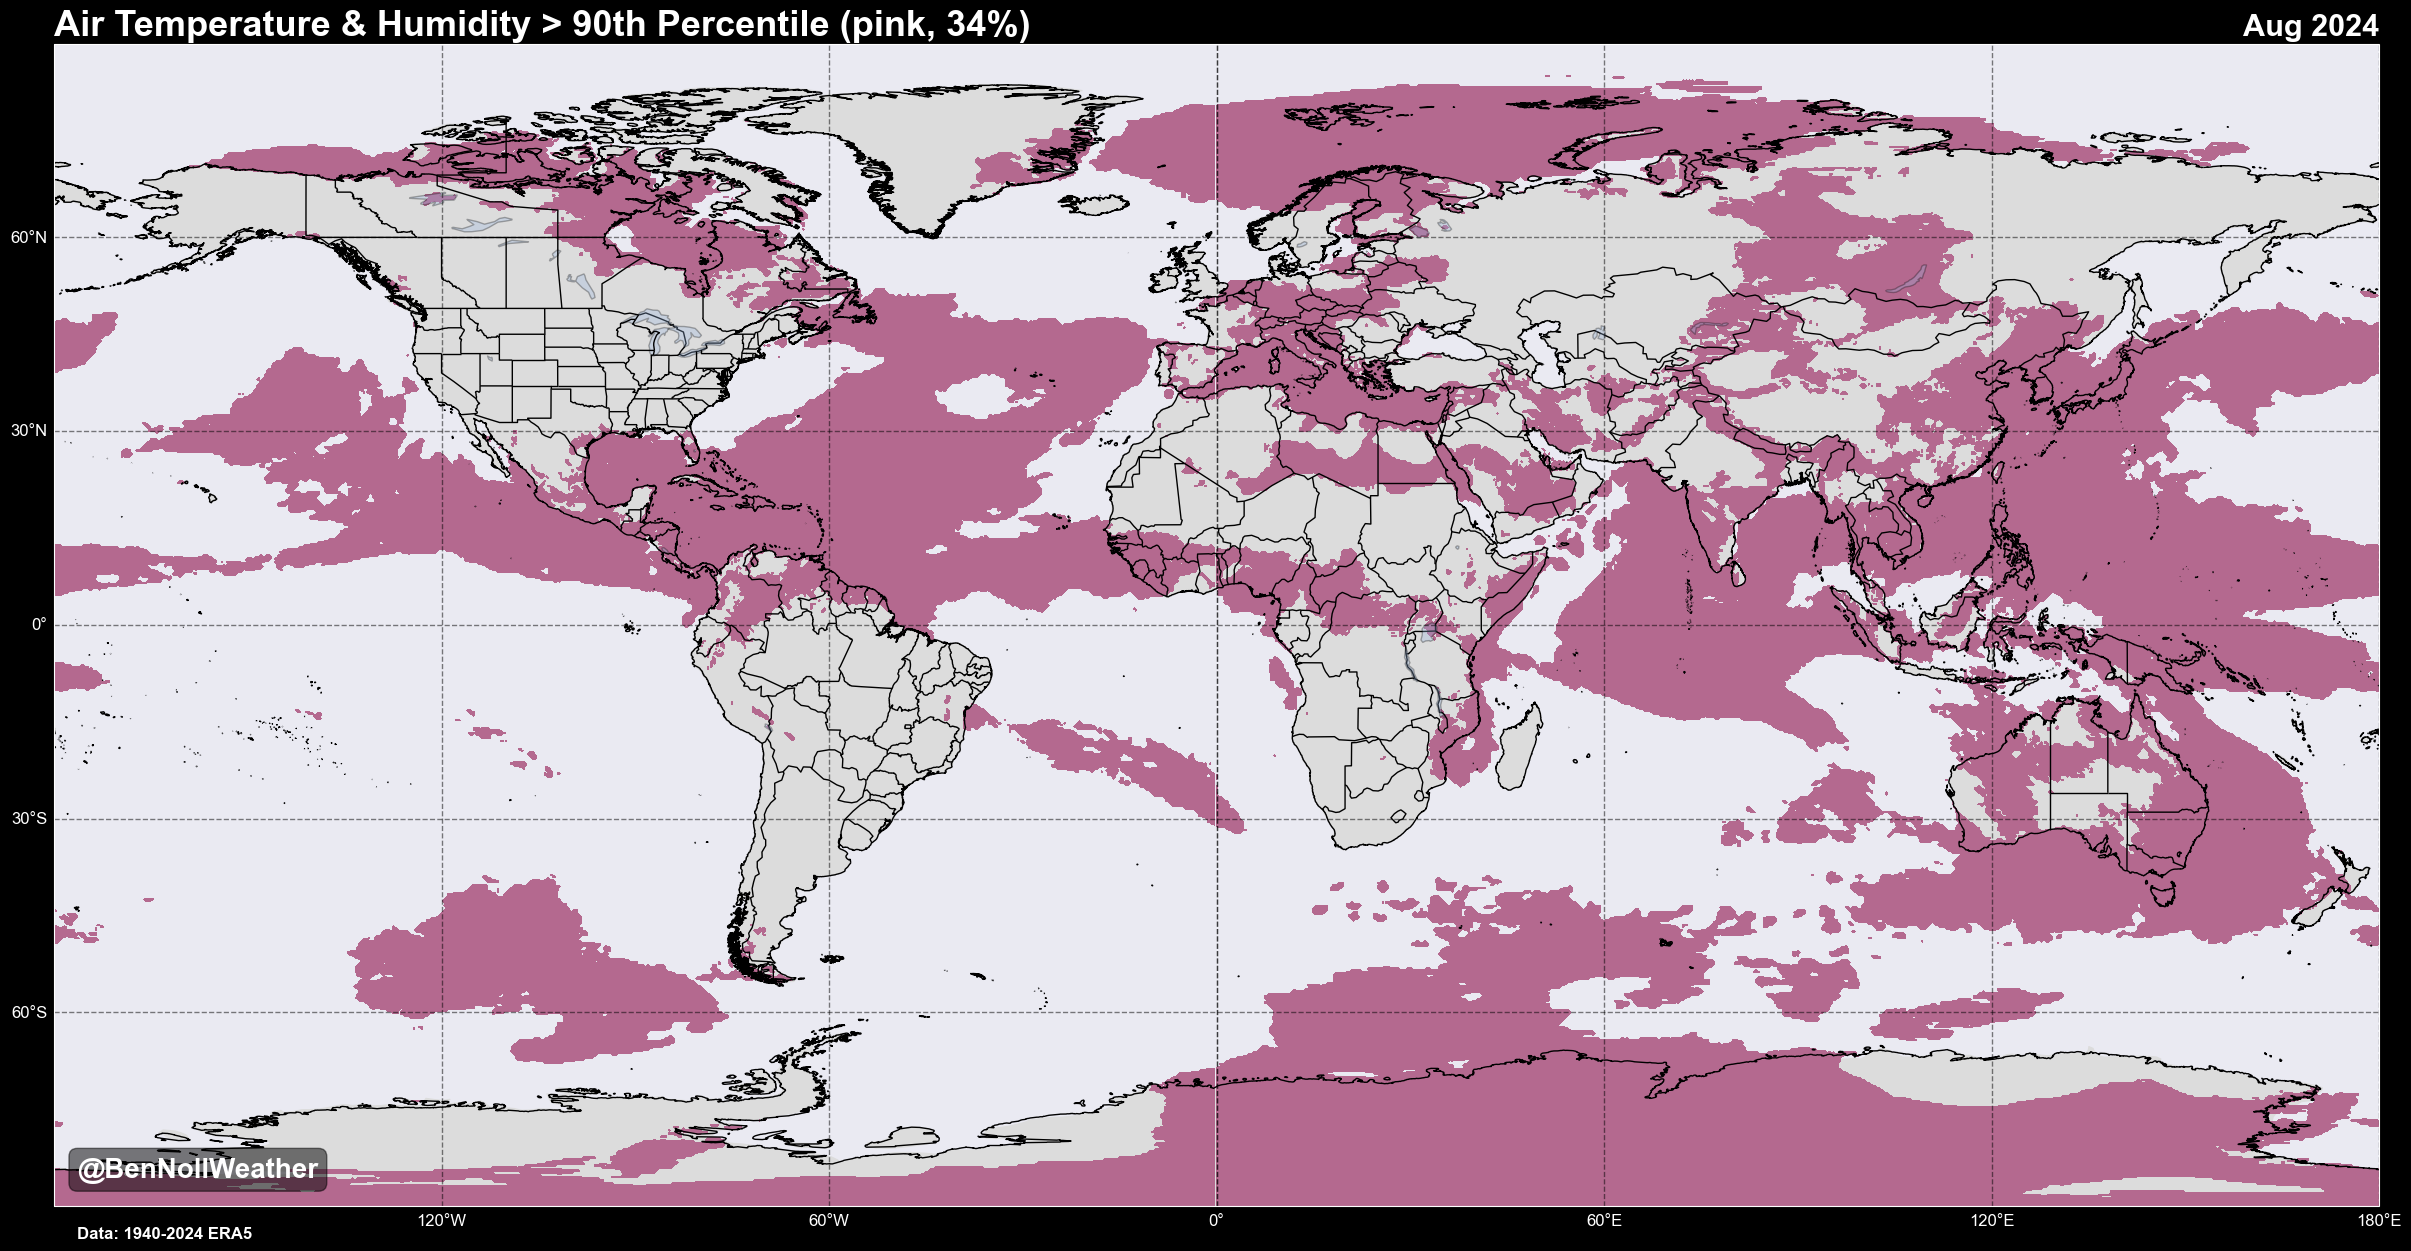 Air Temperature & Humidity > 90th Percentile (pink, 34%)
Aug 2024
60°N
30°N
0°
30°S
60°S
@BenNollWeather
120°W
60°W
0°
60°E
120°E
180°E
Data: 1940-2024 ERA5